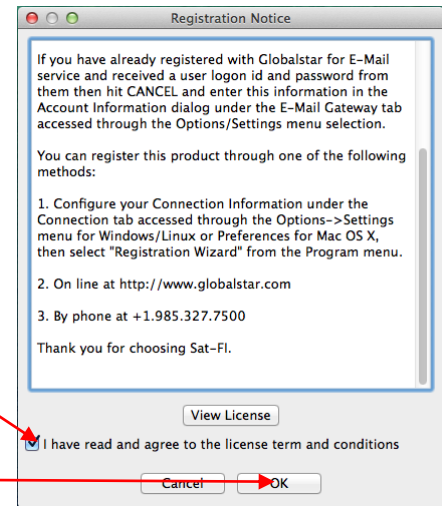 Registration Notice
If you have already registered with Globalstar for E-Mail
service and received a user logon id and password from
them then hit CANCEL and enter this information in the
Account Information dialog under the E-Mail Gateway tab
accessed through the Options/Settings menu selection.
You can register this product through one of the following
methods:
1. Configure your Connection Information under the
Connection tab accessed through the Options->Settings
menu for Windows/Linux or Preferences for Mac OS X,
then select "Registration Wizard" from the Program menu.
2. On line at http://www.globalstar.com
3. By phone at +1.985.327.7500
Thank you for choosing Sat-FI.
View License
I have read and agree to the license term and conditions
Cancel OK